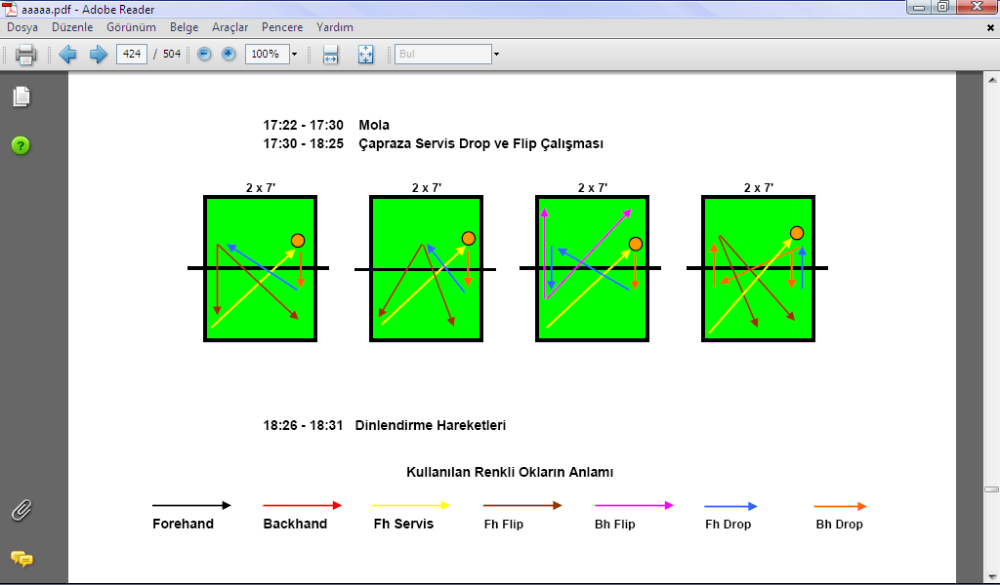 aaaaa.pdf - Adobe Reader
Dosya Düzenle Görünüm Belge Araçlar Pencere Yardım
424 / 504 100% Bul
17:22 - 17:30 Mola
17:30 - 18:25 Çapraza Servis Drop ve Flip Çalışması
2 x 7' 2 x 7' 2 x 7' 2 x 7'
18:26 - 18:31 Dinlendirme Hareketleri
Kullanılan Renkli Okların Anlamı
Forehand Backhand Fh Servis Fh Flip Bh Flip Fh Drop Bh Drop